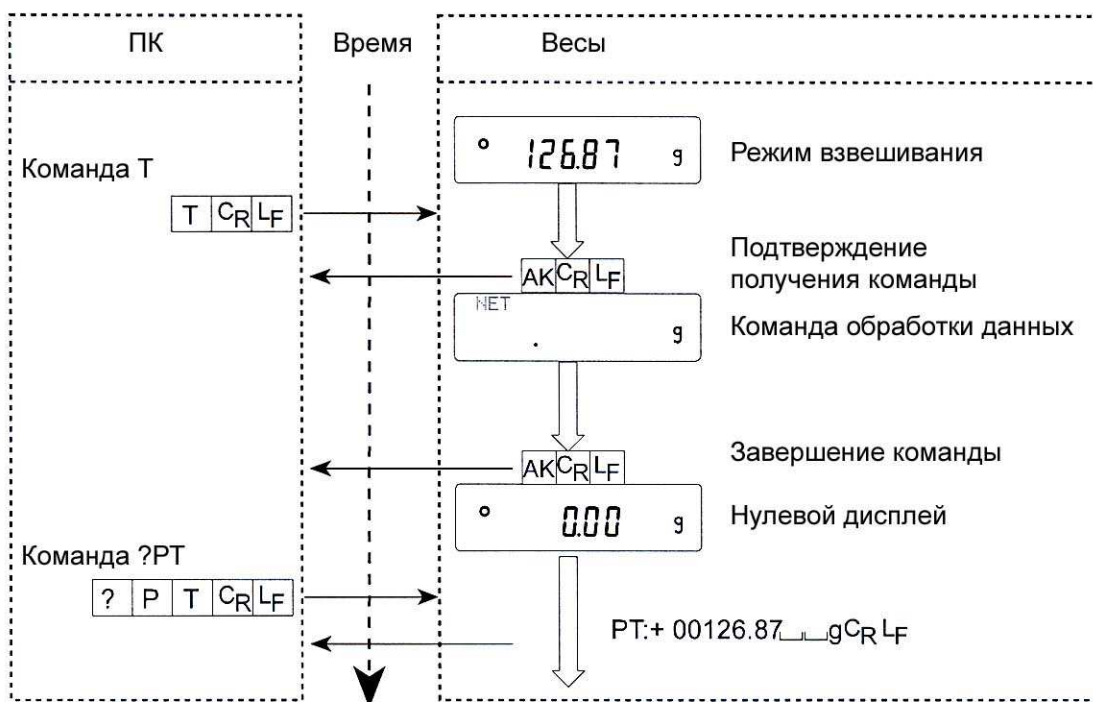 ПК Время Весы
126.87 g Режим взвешивания
Команда T
T CR LF
Подтверждение
получения команды
AK CR LF
NET
g Команда обработки данных
Завершение команды
AK CR LF
0.00 g Нулевой дисплей
Команда ?PT
? P T CR LF
PT:+ 00126.87␣␣gCR LF